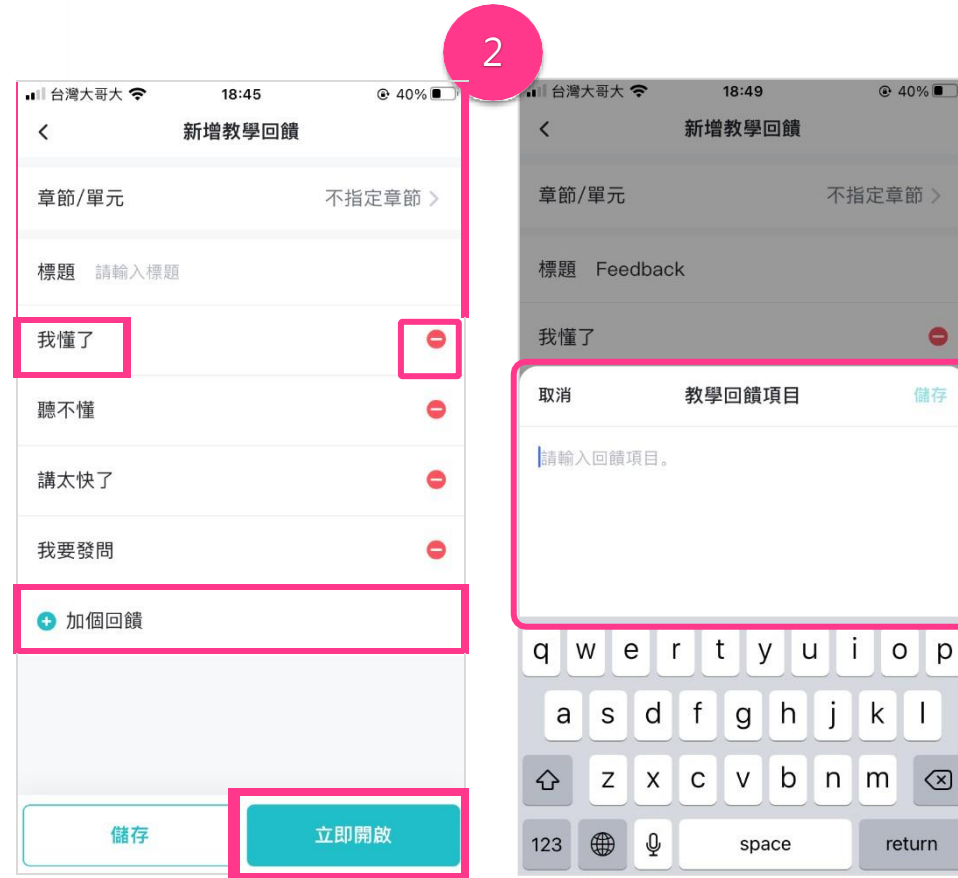 2
台灣大哥大 18:45 40%
新增教學回饋
章節/單元 不指定章節
標題 請輸入標題
我懂了
聽不懂
講太快了
我要發問
加個回饋
儲存 立即開啟
台灣大哥大 18:49 40%
新增教學回饋
章節/單元 不指定章節
標題 Feedback
我懂了
取消 教學回饋項目 儲存
請輸入回饋項目。
q w e r t y u i o p
a s d f g h j k l
z x c v b n m
123 space return